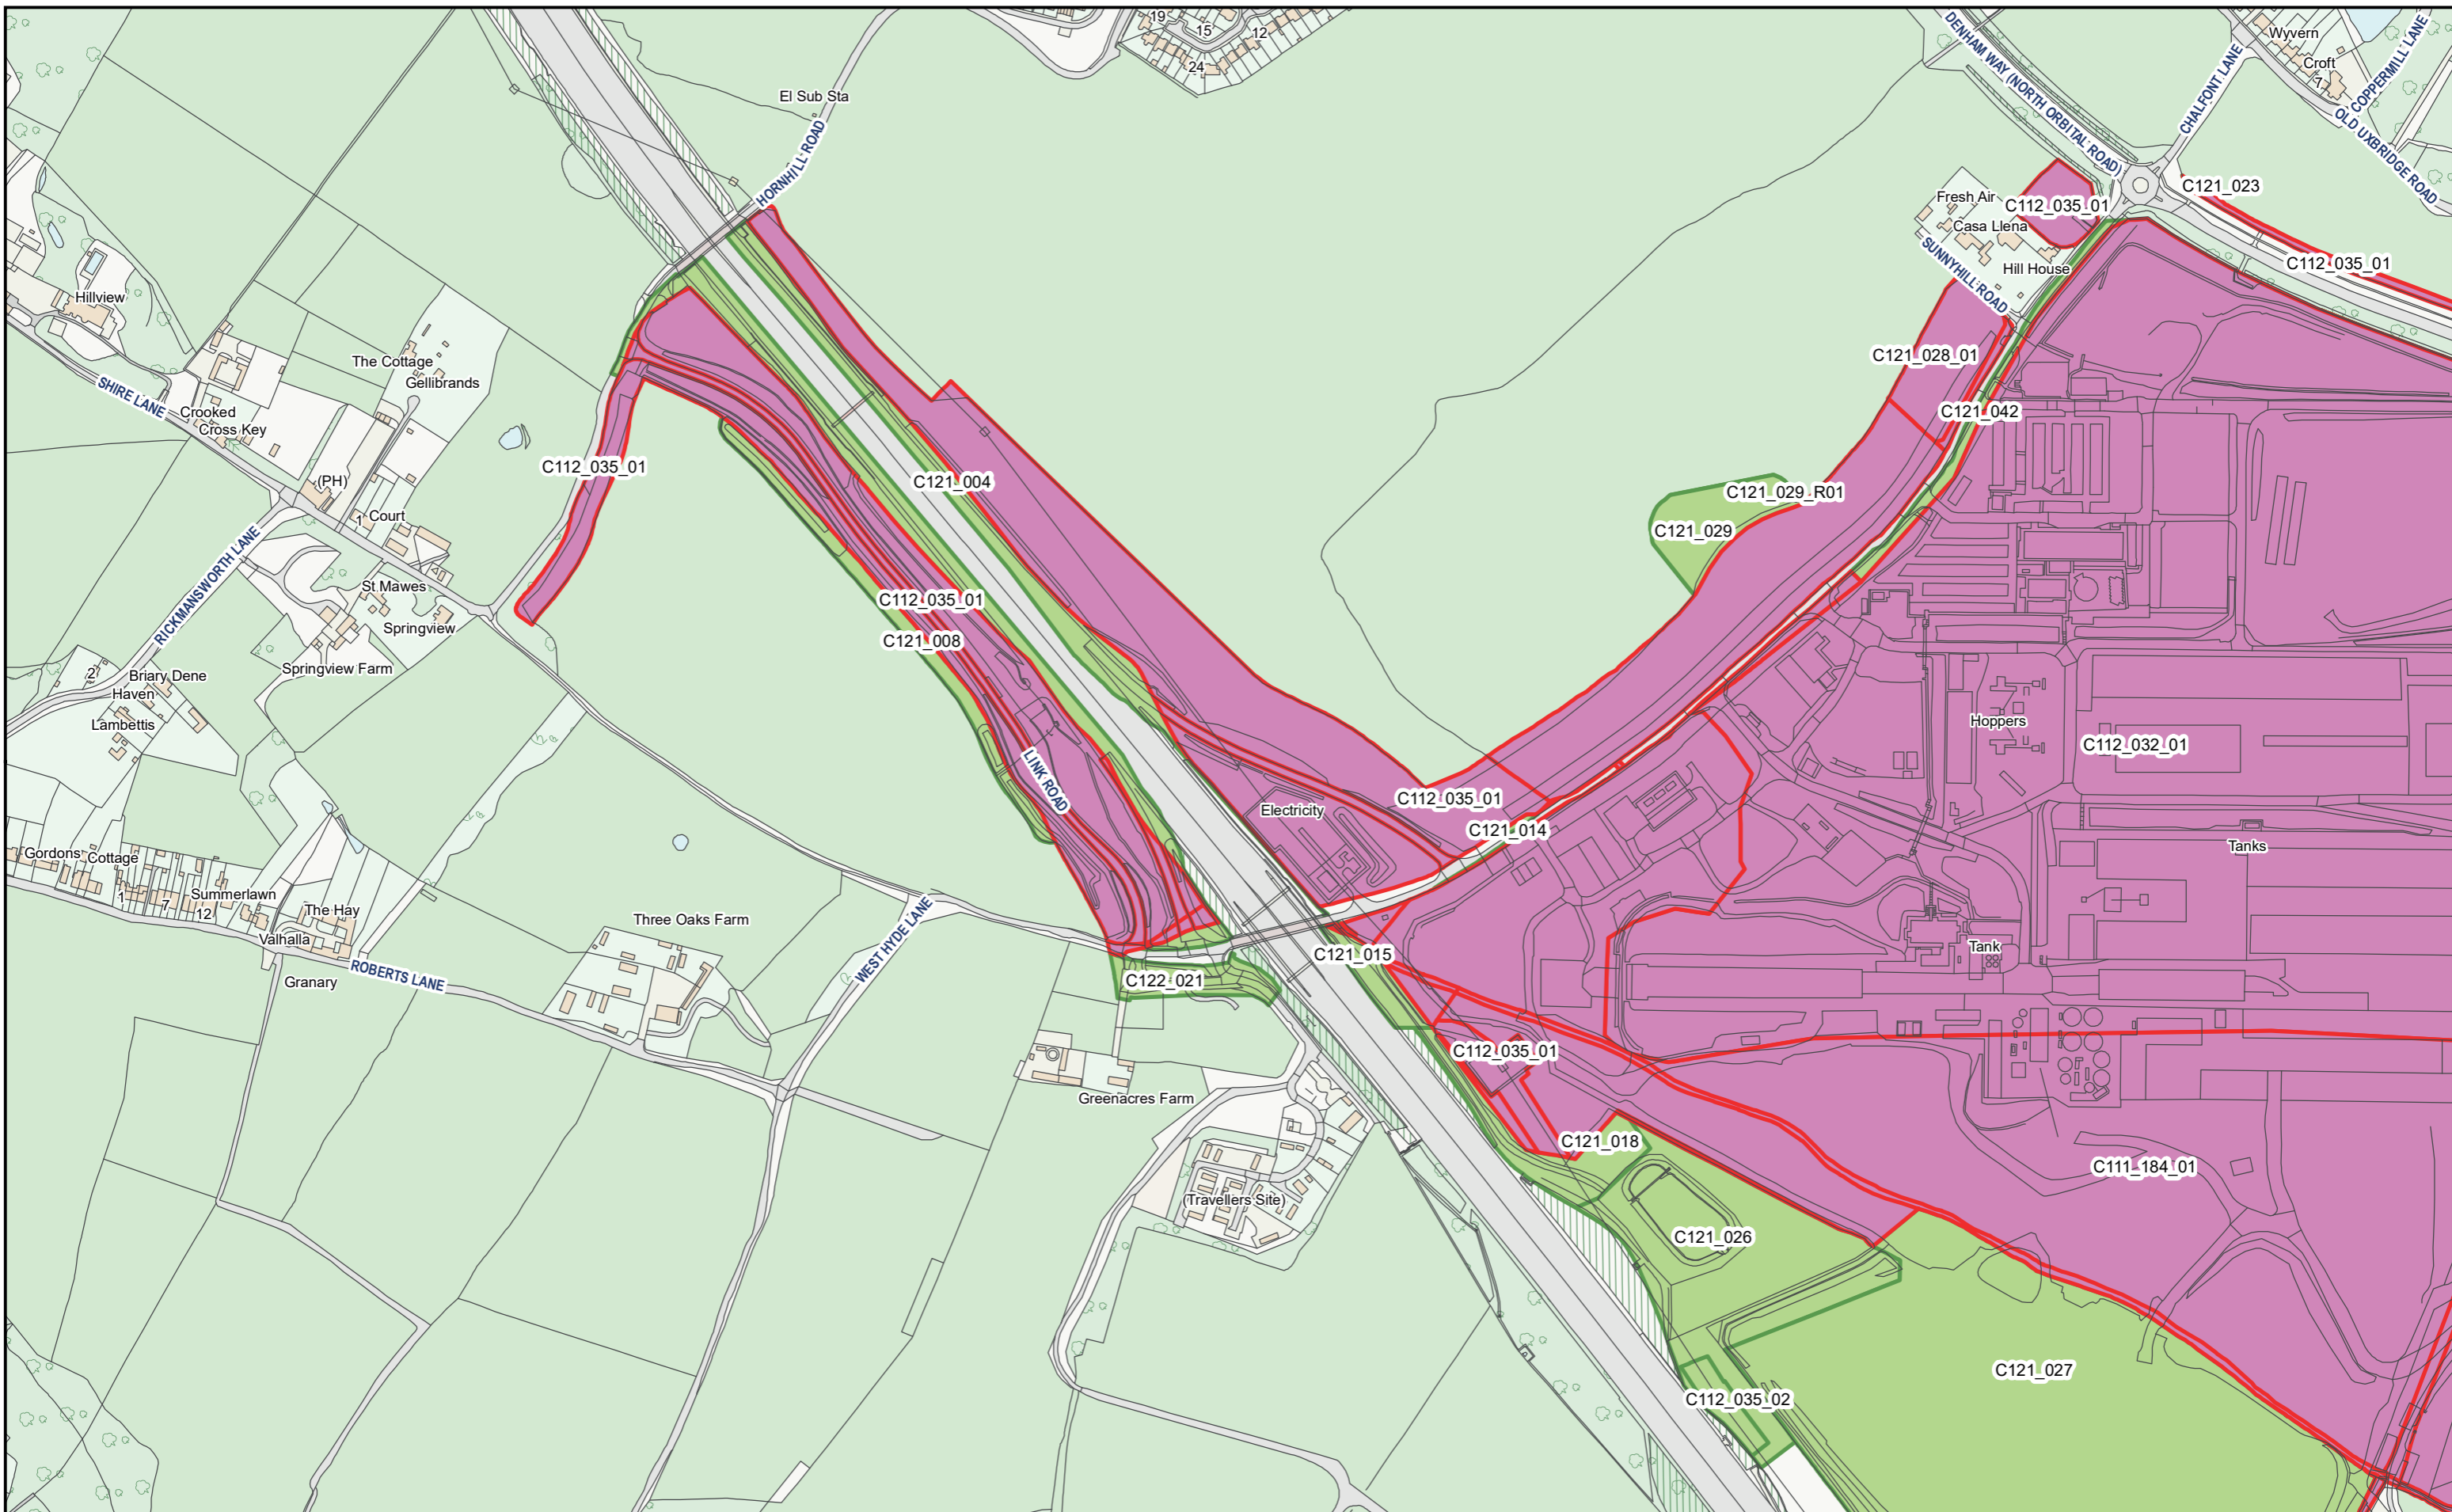 19
15
12
24
El Sub Sta
HORNHILL ROAD
DENHAM WAY (NORTH ORBITAL ROAD)
CHALFONT LANE
Wyvern
Croft
7
COPPERMILL LANE
OLD UXBRIDGE ROAD
C121_023
Fresh Air
C112_035_01
Casa Llena
SUNNYHILL ROAD
Hill House
C112_035_01
Hillview
The Cottage
Gellibrands
SHIRE LANE
Crooked
Cross Key
C121_028_01
C121_042
C112_035_01
(PH)
C121_004
C121_029_R01
C121_029
1
Court
RICKMANSWORTH LANE
St Mawes
C112_035_01
Springview
C121_008
Springview Farm
2
Briary Dene
Haven
Lambettis
Hoppers
C112_032_01
LINK ROAD
Electricity
C112_035_01
C121_014
Tanks
Gordons
Cottage
1
7
Summerlawn
12
The Hay
Valhalla
Three Oaks Farm
WEST HYDE LANE
C121_015
Tank
ROBERTS LANE
Granary
C122_021
C112_035_01
Greenacres Farm
C121_018
C111_184_01
(Travellers Site)
C121_026
C121_027
C112_035_02